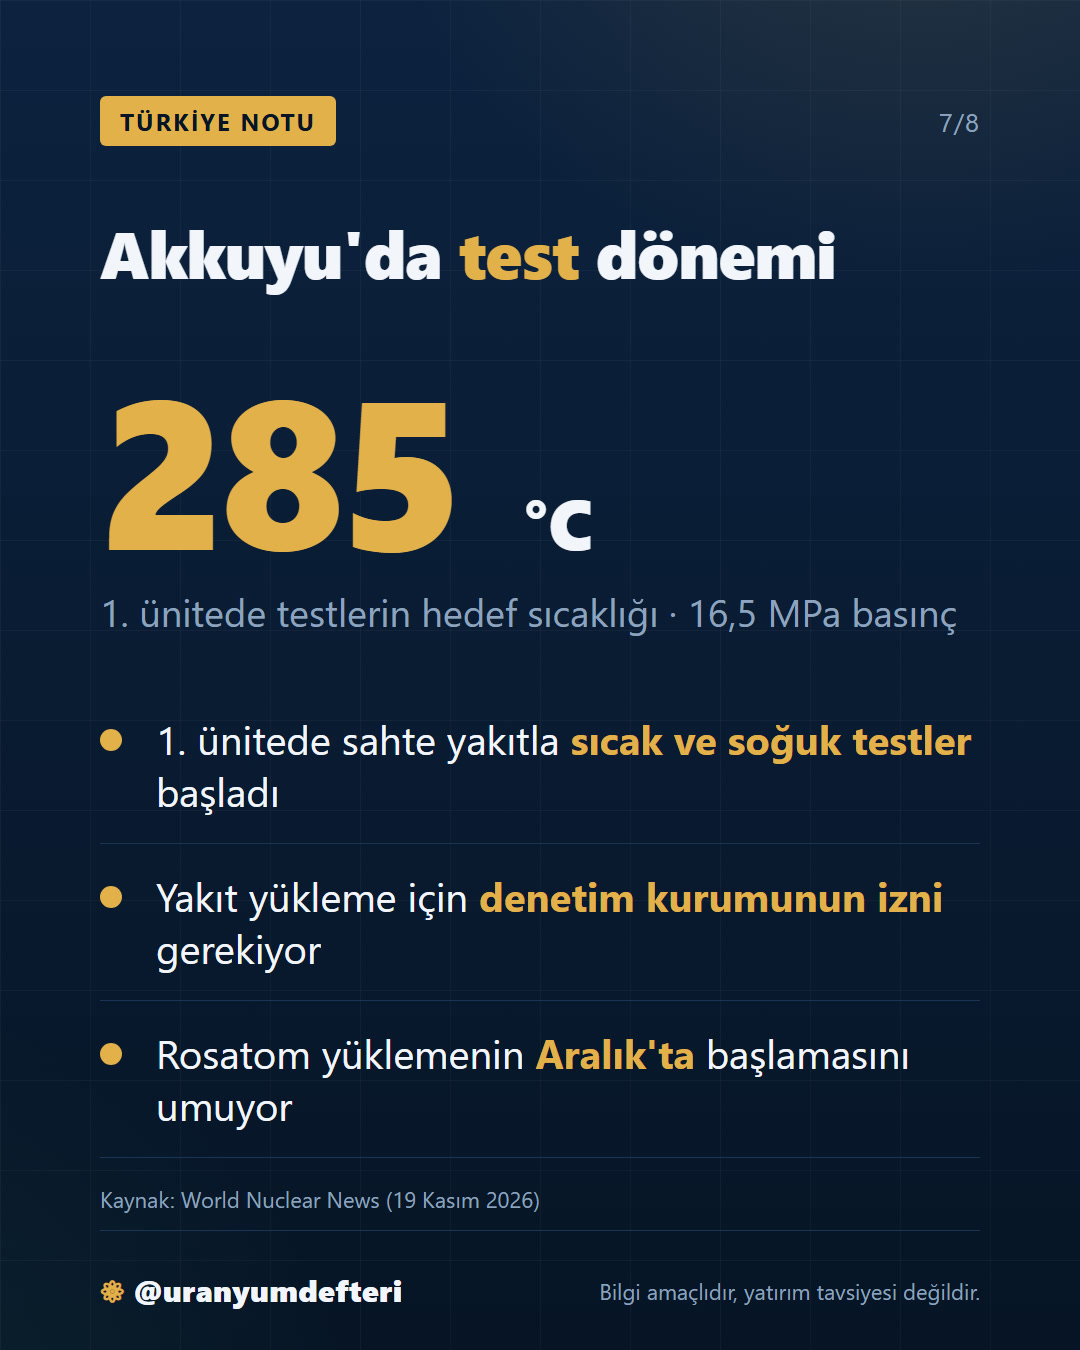 TÜRKİYE NOTU
7/8
Akkuyu'da test dönemi
285 °C
1. ünitede testlerin hedef sıcaklığı · 16,5 MPa basınç
1. ünitede sahte yakıtla sıcak ve soğuk testler
başladı
Yakıt yükleme için denetim kurumunun izni
gerekiyor
Rosatom yüklemenin Aralık'ta başlamasını
umuyor
Kaynak: World Nuclear News (19 Kasım 2026)
@uranyumdefteri
Bilgi amaçlıdır, yatırım tavsiyesi değildir.